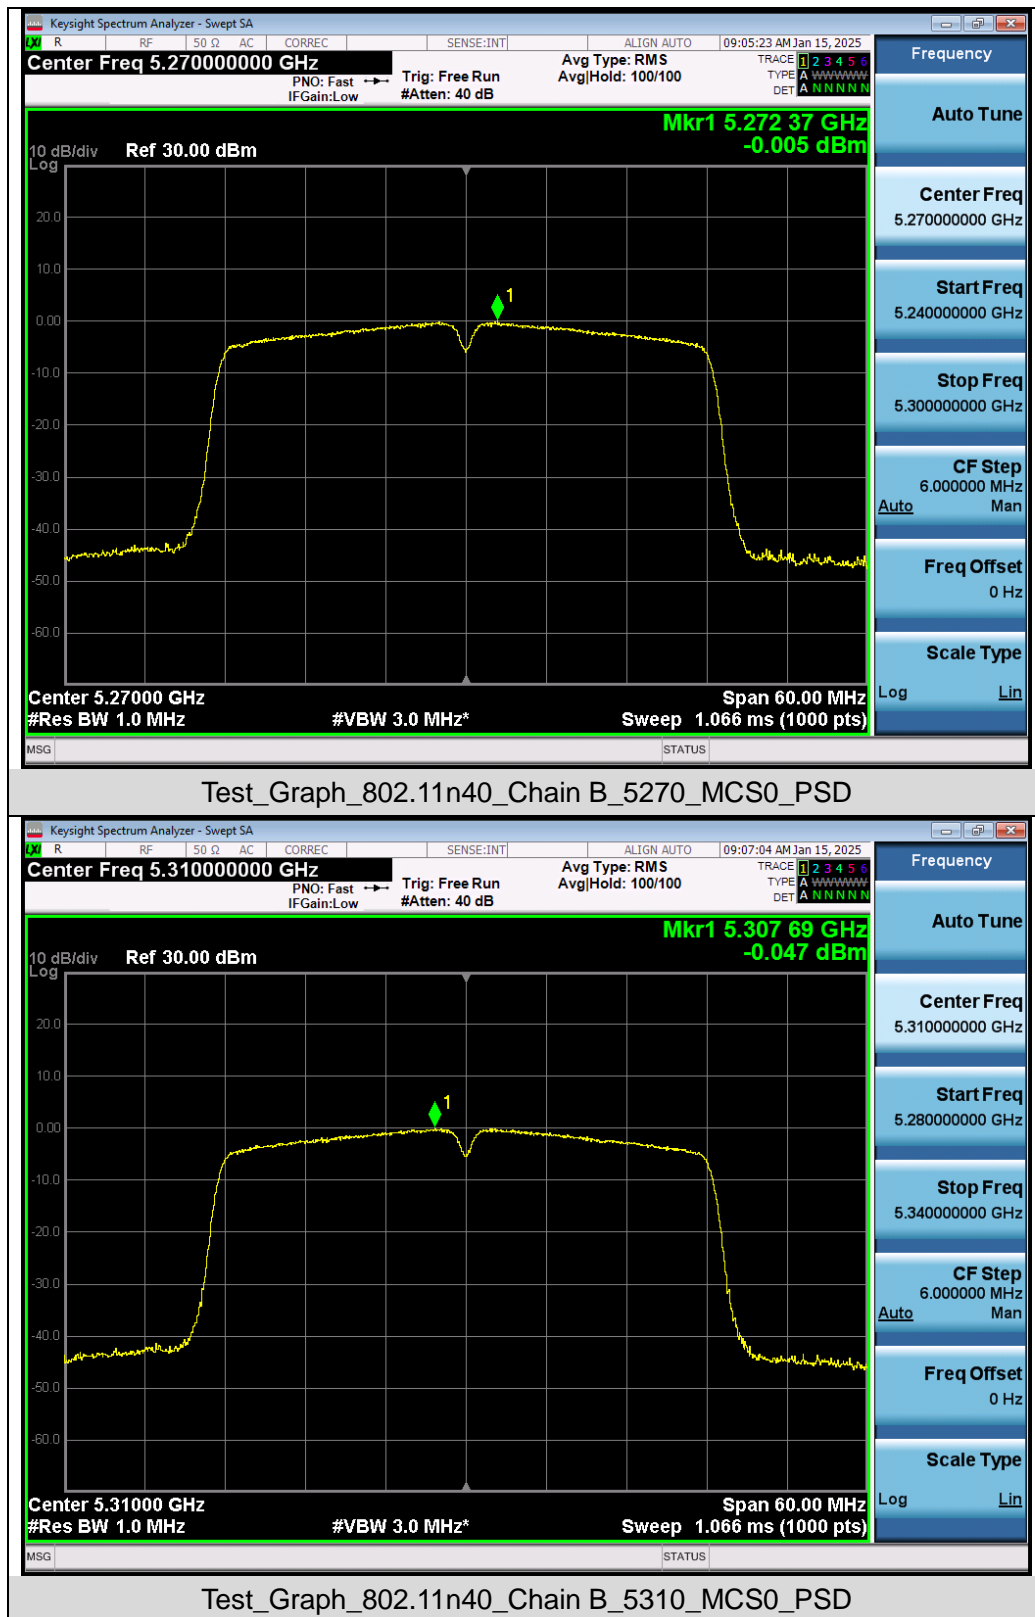 Keysight Spectrum Analyzer - Swept SA
LXI R RF 50 Ω AC CORREC SENSE:INT ALIGN AUTO 09:05:23 AM Jan 15, 2025
Center Freq 5.270000000 GHz
PNO: Fast
IFGain:Low
Trig: Free Run
#Atten: 40 dB
Avg Type: RMS
Avg|Hold: 100/100
TRACE 1 2 3 4 5 6
TYPE A WWWWW
DET A N N N N N
Mkr1 5.272 37 GHz
-0.005 dBm
10 dB/div Ref 30.00 dBm
Log
20.0
10.0
0.00
-10.0
-20.0
-30.0
-40.0
-50.0
-60.0
1
Center 5.27000 GHz Span 60.00 MHz
#Res BW 1.0 MHz #VBW 3.0 MHz* Sweep 1.066 ms (1000 pts)
MSG STATUS
Frequency
Auto Tune
Center Freq
5.270000000 GHz
Start Freq
5.240000000 GHz
Stop Freq
5.300000000 GHz
CF Step
6.000000 MHz
Auto Man
Freq Offset
0 Hz
Scale Type
Log Lin
Test_Graph_802.11n40_Chain B_5270_MCS0_PSD
Keysight Spectrum Analyzer - Swept SA
LXI R RF 50 Ω AC CORREC SENSE:INT ALIGN AUTO 09:07:04 AM Jan 15, 2025
Center Freq 5.310000000 GHz
PNO: Fast
IFGain:Low
Trig: Free Run
#Atten: 40 dB
Avg Type: RMS
Avg|Hold: 100/100
TRACE 1 2 3 4 5 6
TYPE A WWWWW
DET A N N N N N
Mkr1 5.307 69 GHz
-0.047 dBm
10 dB/div Ref 30.00 dBm
Log
20.0
10.0
0.00
-10.0
-20.0
-30.0
-40.0
-50.0
-60.0
1
Center 5.31000 GHz Span 60.00 MHz
#Res BW 1.0 MHz #VBW 3.0 MHz* Sweep 1.066 ms (1000 pts)
MSG STATUS
Frequency
Auto Tune
Center Freq
5.310000000 GHz
Start Freq
5.280000000 GHz
Stop Freq
5.340000000 GHz
CF Step
6.000000 MHz
Auto Man
Freq Offset
0 Hz
Scale Type
Log Lin
Test_Graph_802.11n40_Chain B_5310_MCS0_PSD